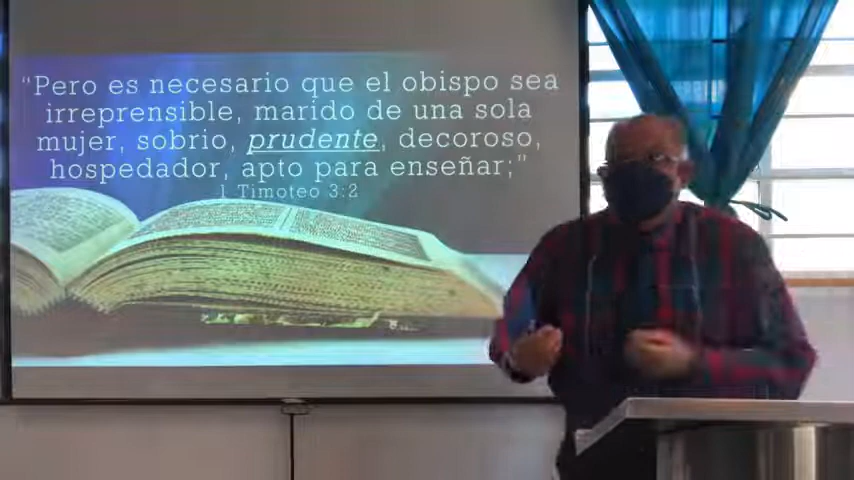 “Pero es necesario que el obispo sea
irreprensible, marido de una sola
mujer, sobrio, prudente, decoroso,
hospedador, apto para enseñar;”
1 Timoteo 3:2